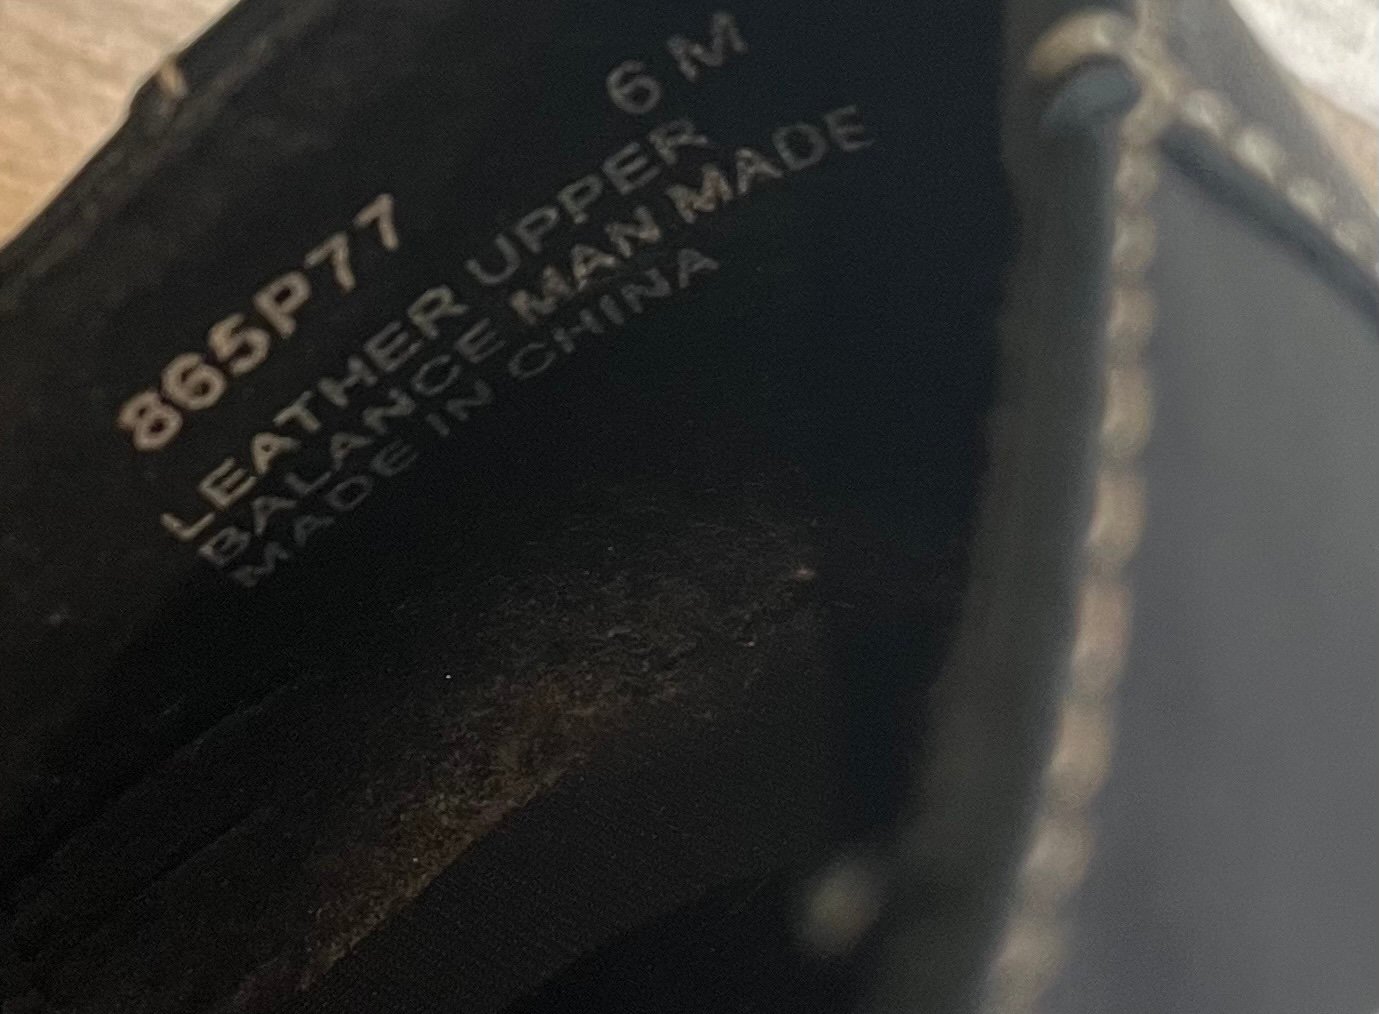 865P77 6 M
LEATHER UPPER
BALANCE MAN MADE
MADE IN CHINA